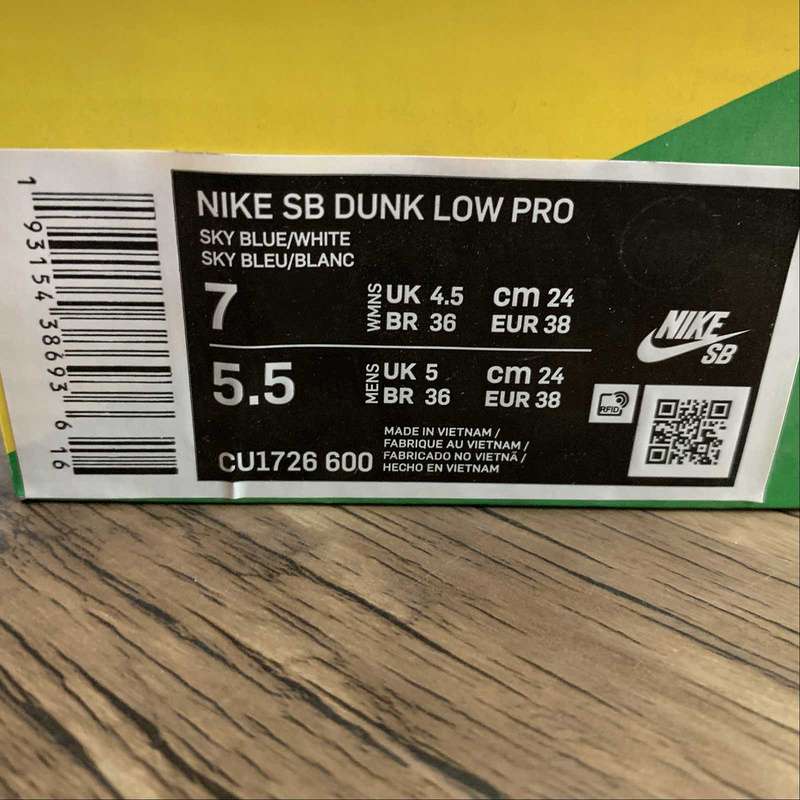 1 93154 38693 6 16
NIKE SB DUNK LOW PRO
SKY BLUE/WHITE
SKY BLEU/BLANC
7
WMNS
UK 4.5 cm 24
BR 36 EUR 38
5.5
MENS
UK 5 cm 24
BR 36 EUR 38
CU1726 600
MADE IN VIETNAM /
FABRIQUE AU VIETNAM /
FABRICADO NO VIETNÃ /
HECHO EN VIETNAM
NIKE
SB
RFID